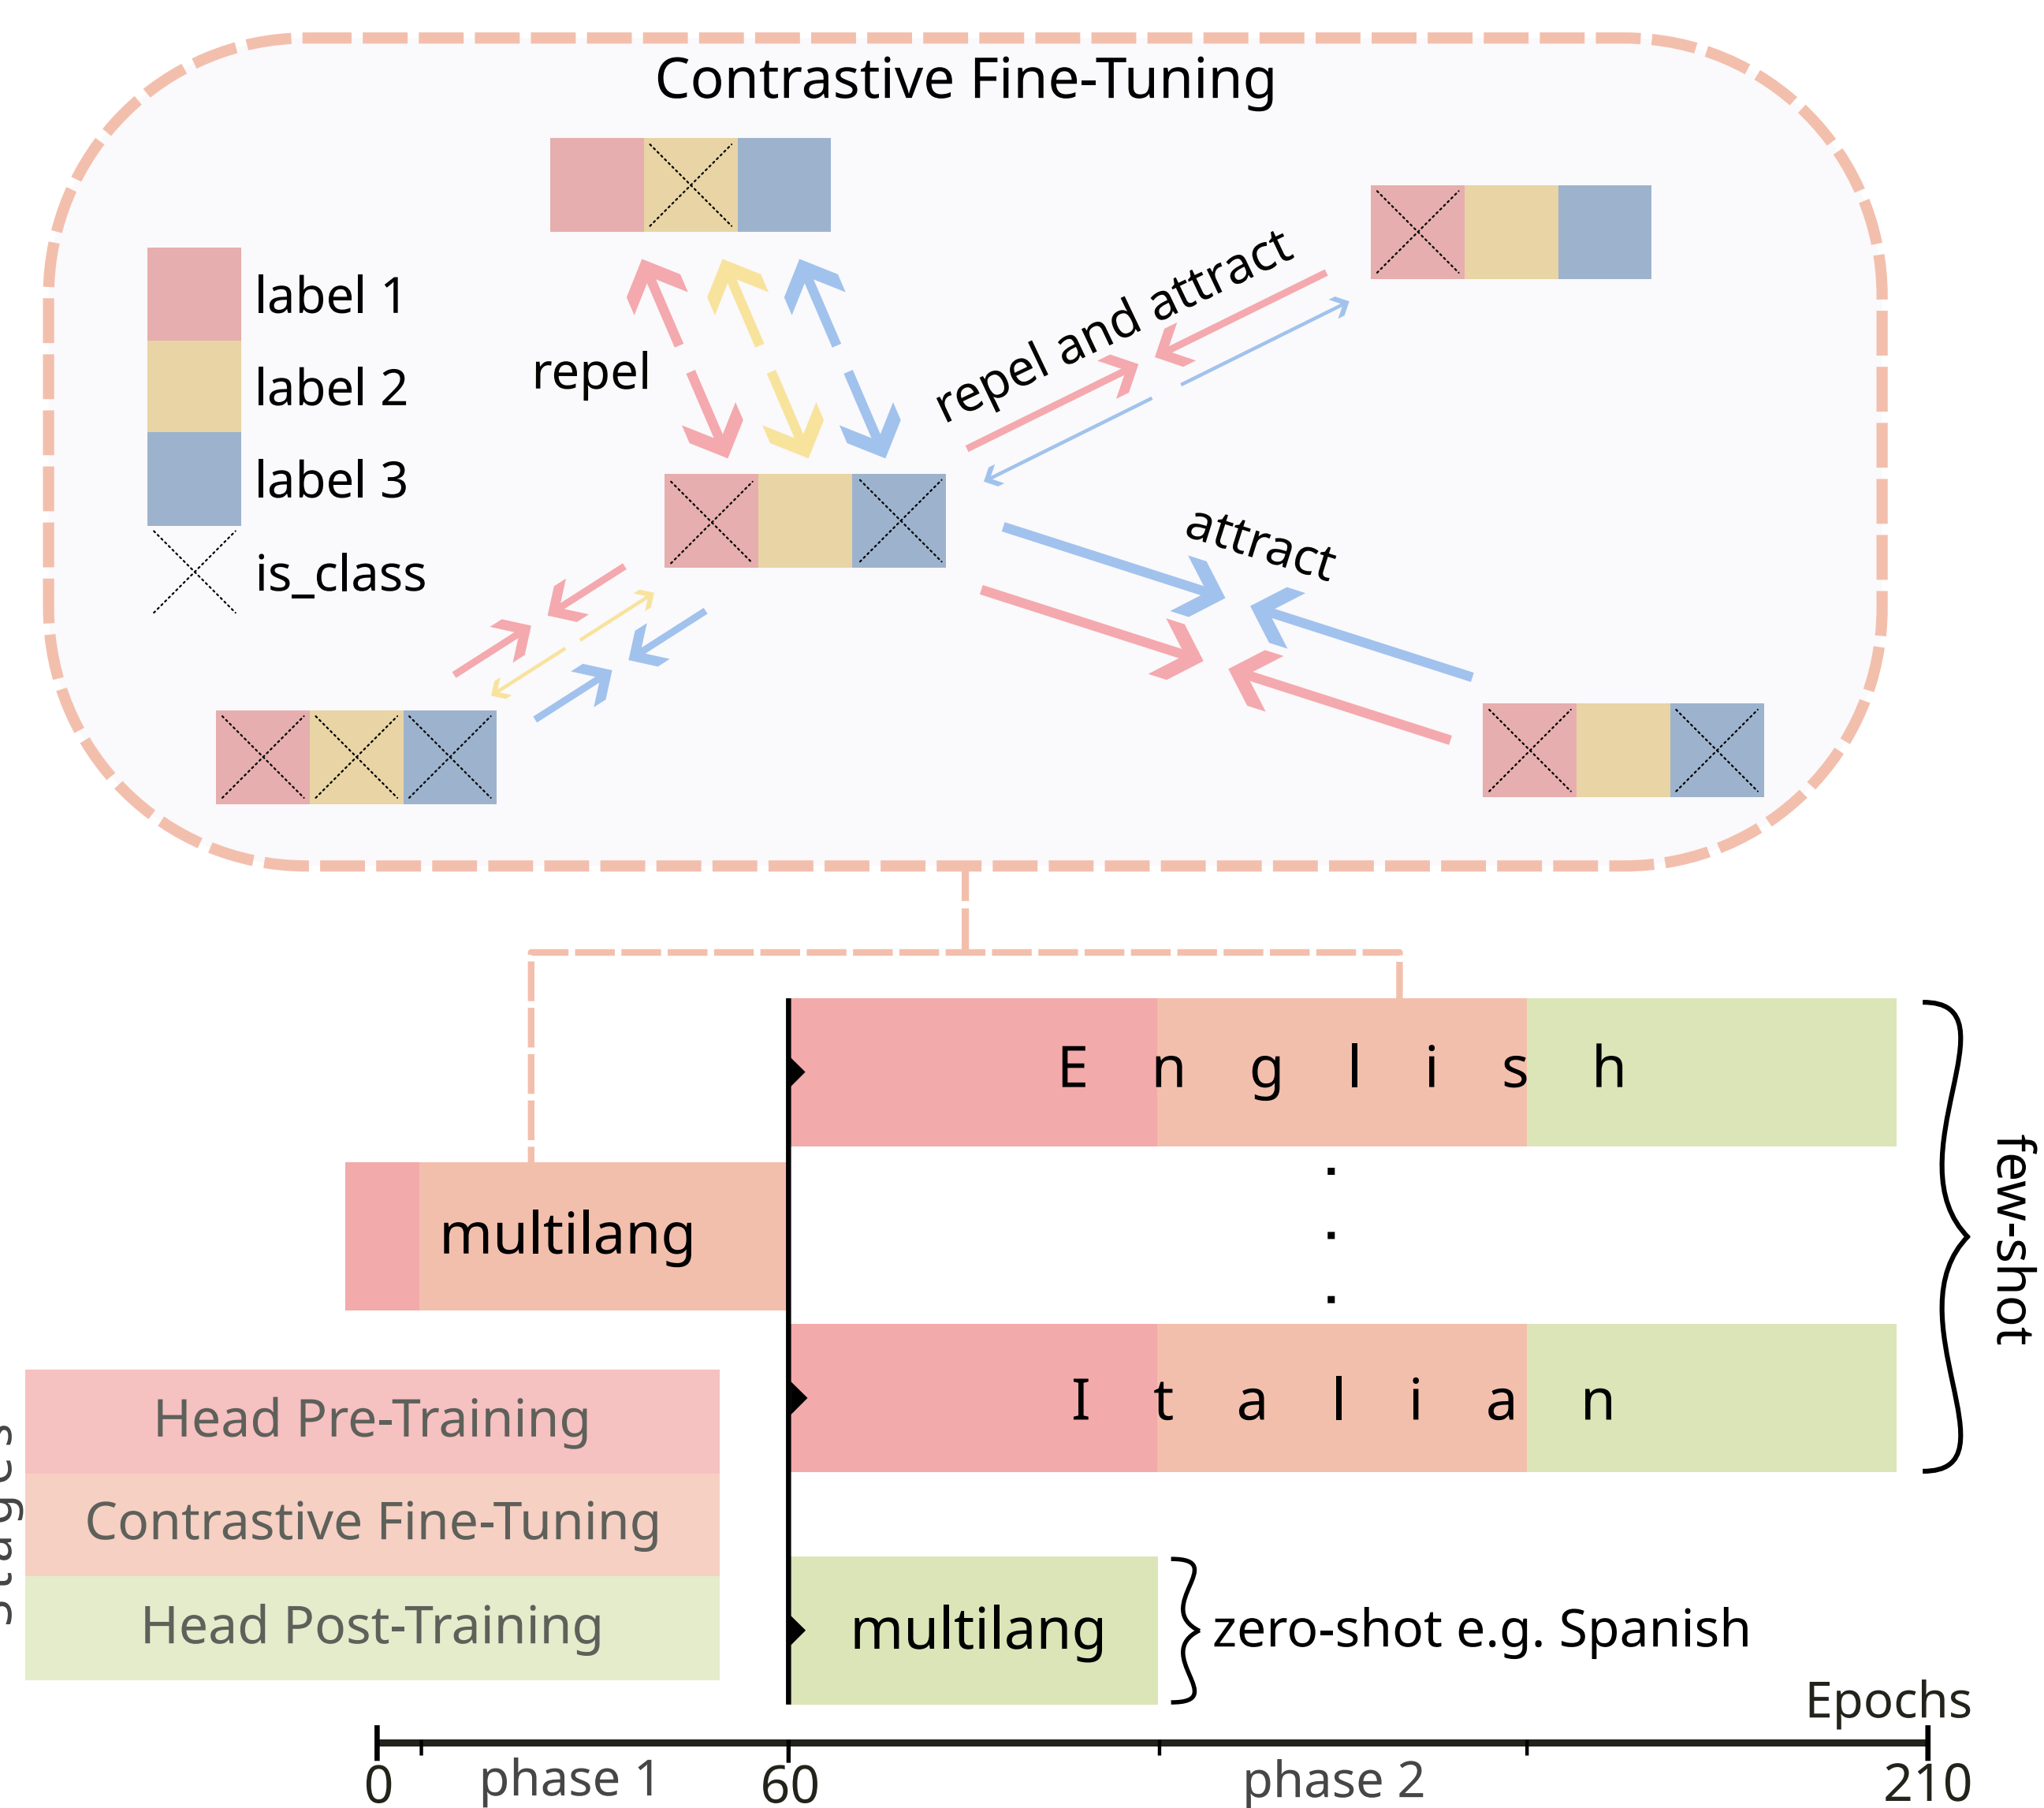 Contrastive Fine-Tuning
label 1
label 2
label 3
is_class
repel
repel and attract
attract
E n g l i s h
multilang
.
.
.
I t a l i a n
few-shot
Head Pre-Training
Contrastive Fine-Tuning
Head Post-Training
multilang
zero-shot e.g. Spanish
Epochs
0
phase 1
60
phase 2
210